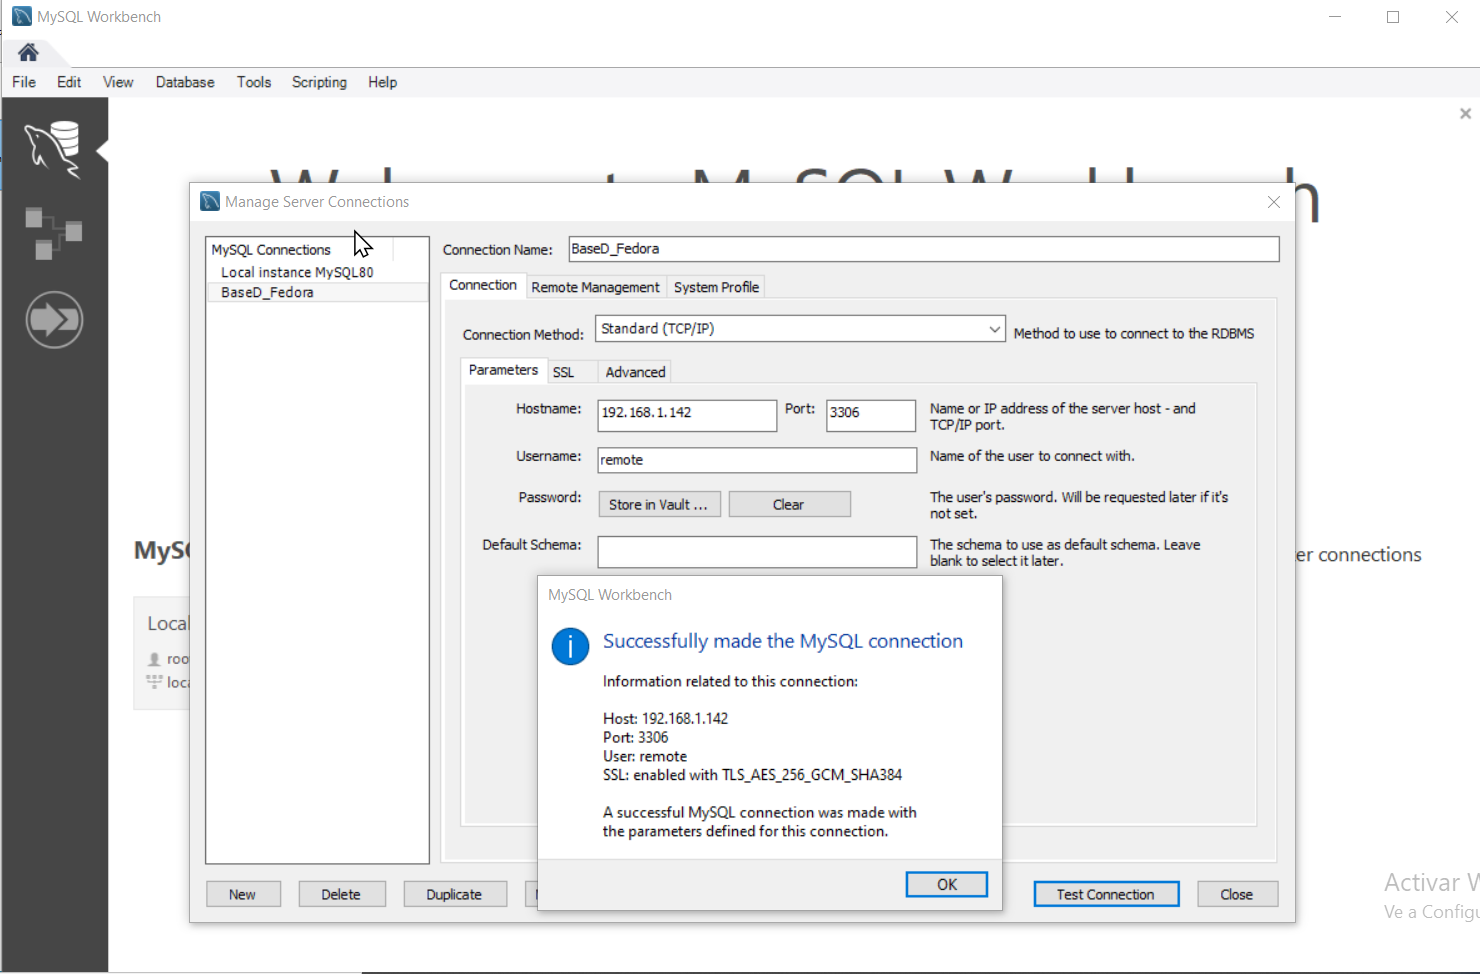 MySQL Workbench
File Edit View Database Tools Scripting Help
Manage Server Connections
MySQL Connections
Local instance MySQL80
BaseD_Fedora
Connection Name: BaseD_Fedora
Connection Remote Management System Profile
Connection Method: Standard (TCP/IP) Method to use to connect to the RDBMS
Parameters SSL Advanced
Hostname: 192.168.1.142 Port: 3306 Name or IP address of the server host - and
TCP/IP port.
Username: remote Name of the user to connect with.
Password: Store in Vault ... Clear The user's password. Will be requested later if it's
not set.
Default Schema: The schema to use as default schema. Leave
blank to select it later.
MySQL Workbench
Successfully made the MySQL connection
Information related to this connection:
Host: 192.168.1.142
Port: 3306
User: remote
SSL: enabled with TLS_AES_256_GCM_SHA384
A successful MySQL connection was made with
the parameters defined for this connection.
OK
New Delete Duplicate Test Connection Close
connections
Activar
Ve a